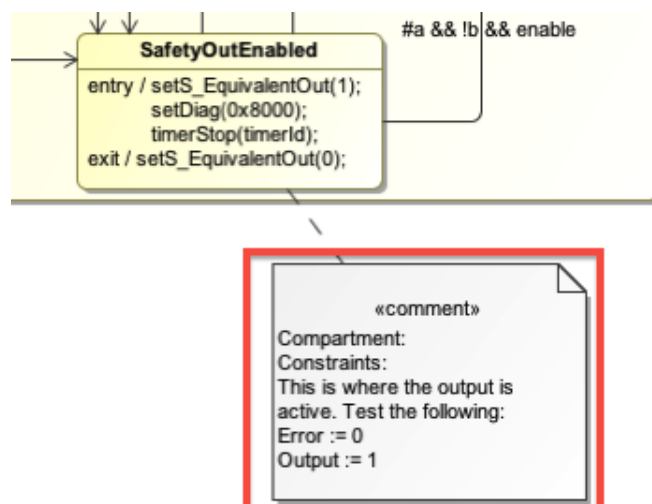 #a && !b && enable
SafetyOutEnabled
entry / setS_EquivalentOut(1);
setDiag(0x8000);
timerStop(timerId);
exit / setS_EquivalentOut(0);
«comment»
Compartment:
Constraints:
This is where the output is
active. Test the following:
Error := 0
Output := 1